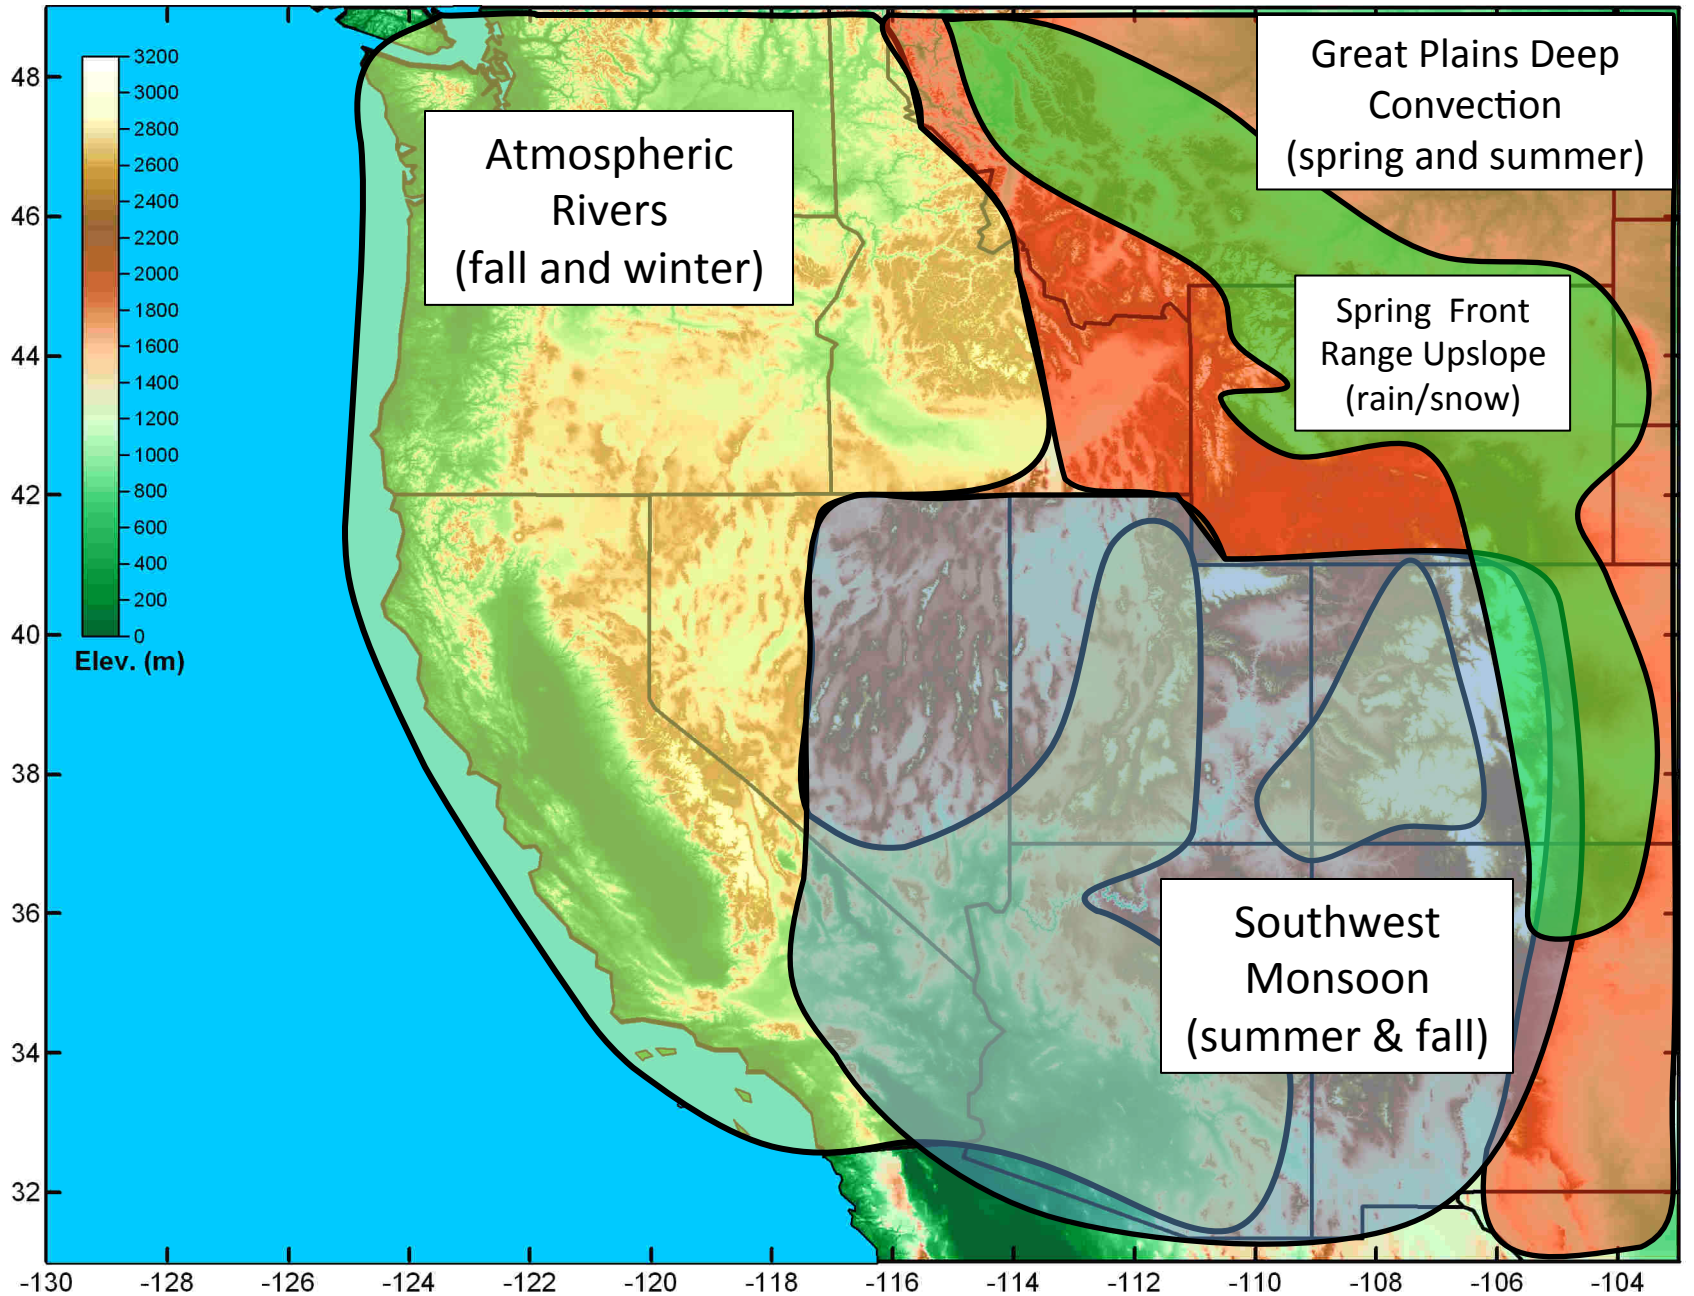 Great Plains Deep
Convection
(spring and summer)
Atmospheric
Rivers
(fall and winter)
Spring Front
Range Upslope
(rain/snow)
Southwest
Monsoon
(summer & fall)
3200
3000
2800
2600
2400
2200
2000
1800
1600
1400
1200
1000
800
600
400
200
0
Elev. (m)
48
46
44
42
40
38
36
34
32
-130 -128 -126 -124 -122 -120 -118 -116 -114 -112 -110 -108 -106 -104